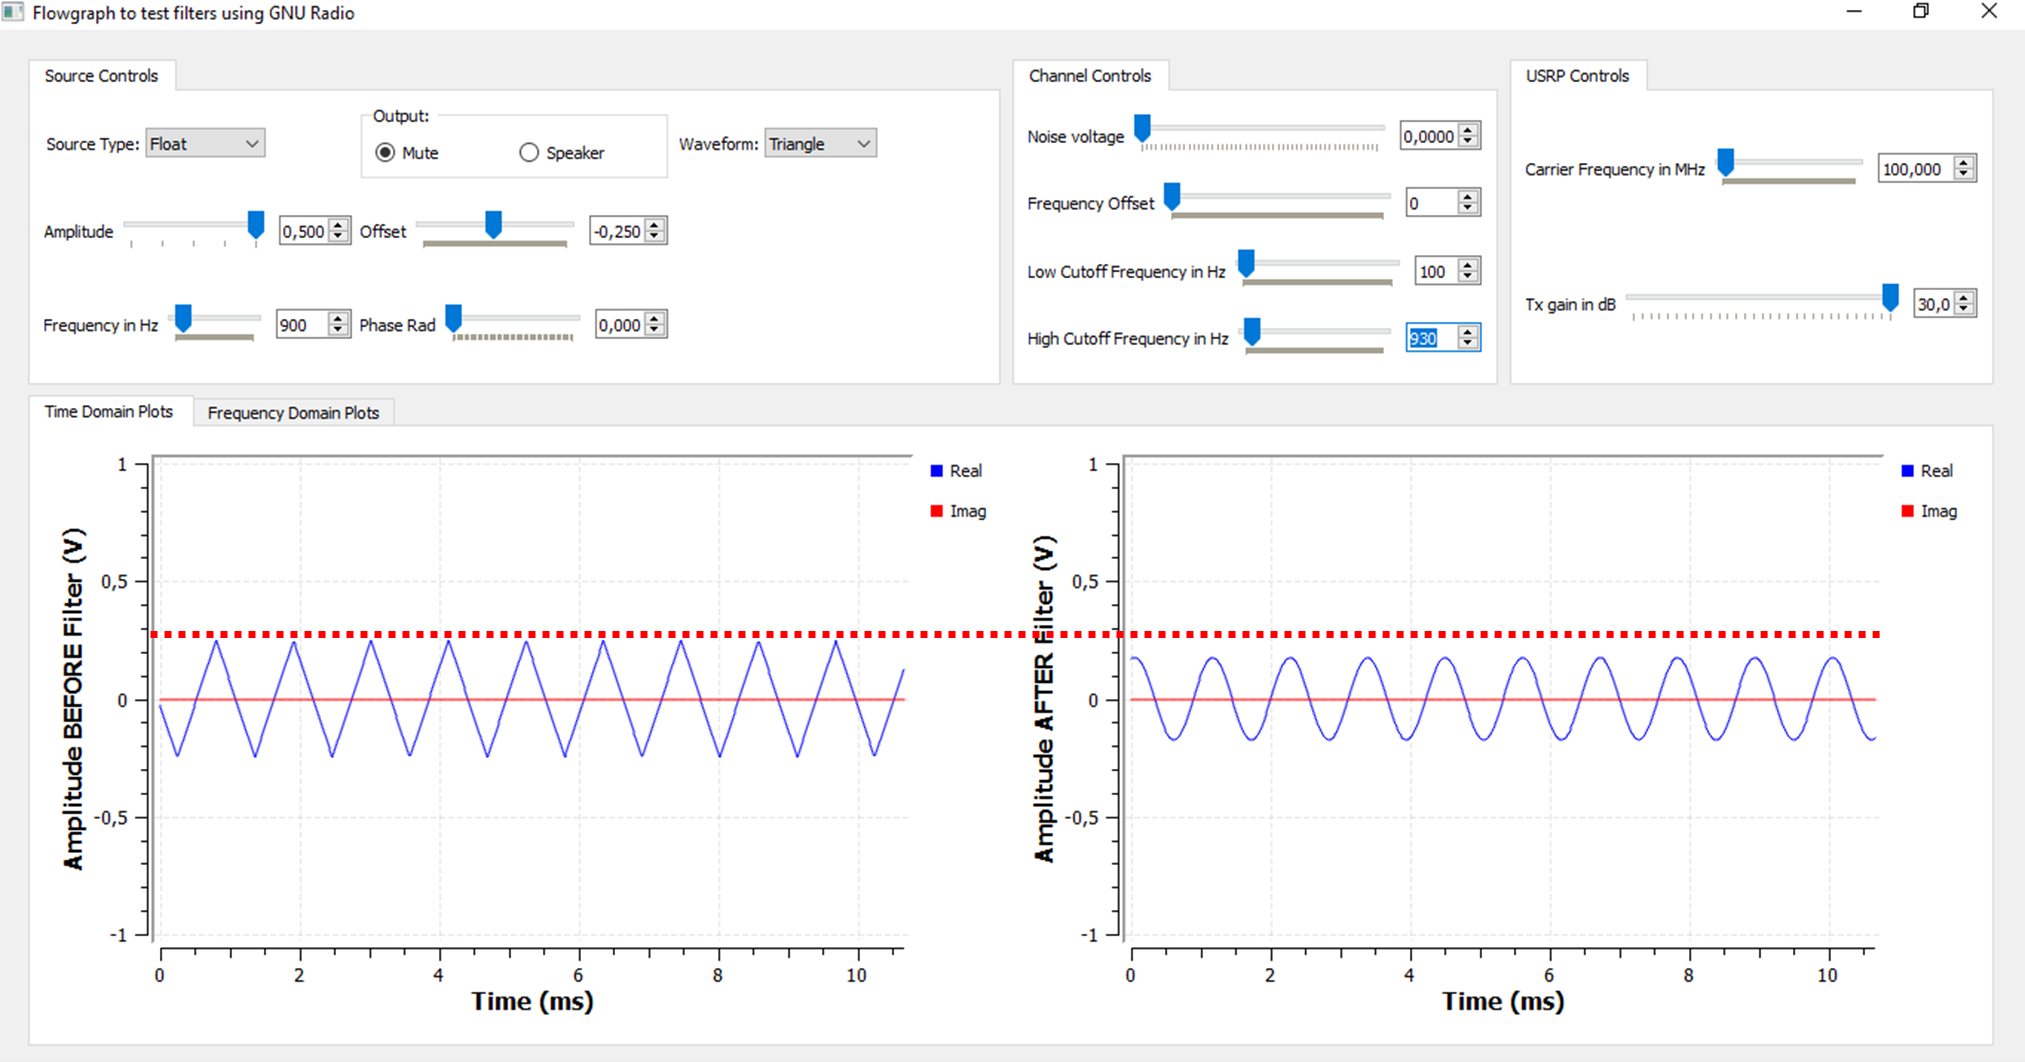 Flowgraph to test filters using GNU Radio
Source Controls
Source Type: Float
Output:
Mute
Speaker
Waveform: Triangle
Amplitude 0,500
Offset -0,250
Frequency in Hz 900
Phase Rad 0,000
Channel Controls
Noise voltage 0,0000
Frequency Offset 0
Low Cutoff Frequency in Hz 100
High Cutoff Frequency in Hz 930
USRP Controls
Carrier Frequency in MHz 100,000
Tx gain in dB 30,0
Time Domain Plots
Frequency Domain Plots
Amplitude BEFORE Filter (V)
1
0,5
0
-0,5
-1
0 2 4 6 8 10
Time (ms)
Real
Imag
Amplitude AFTER Filter (V)
1
0,5
0
-0,5
-1
0 2 4 6 8 10
Time (ms)
Real
Imag